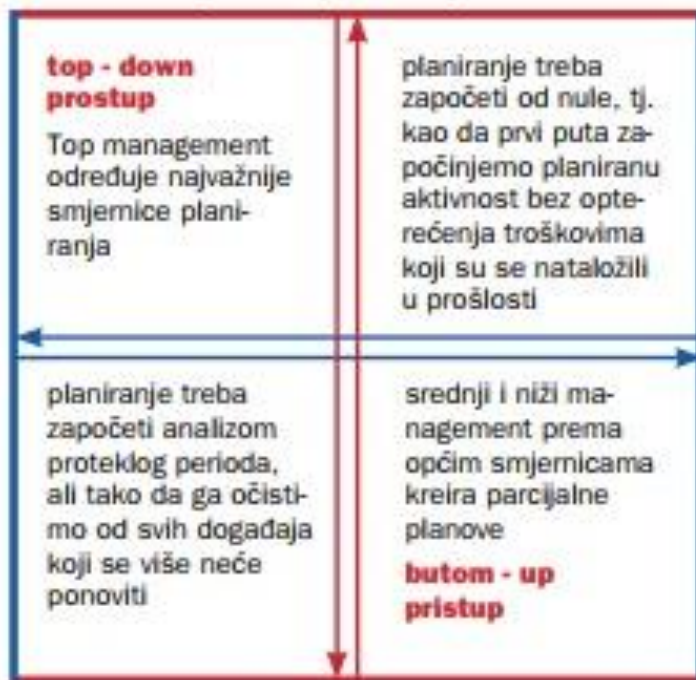 top - down
prostup
Top management
određuje najvažnije
smjernice plani-
ranja
planiranje treba
započeti od nule, tj.
kao da prvi puta za-
počinjemo planiranu
aktivnost bez opte-
rećenja troškovima
koji su se nataložili
u prošlosti
planiranje treba
započeti analizom
proteklog perioda,
ali tako da ga očisti-
mo od svih događaja
koji se više neće
ponoviti
srednji i niži ma-
nagement prema
općim smjernicama
kreira parcijalne
planove
butom - up
pristup